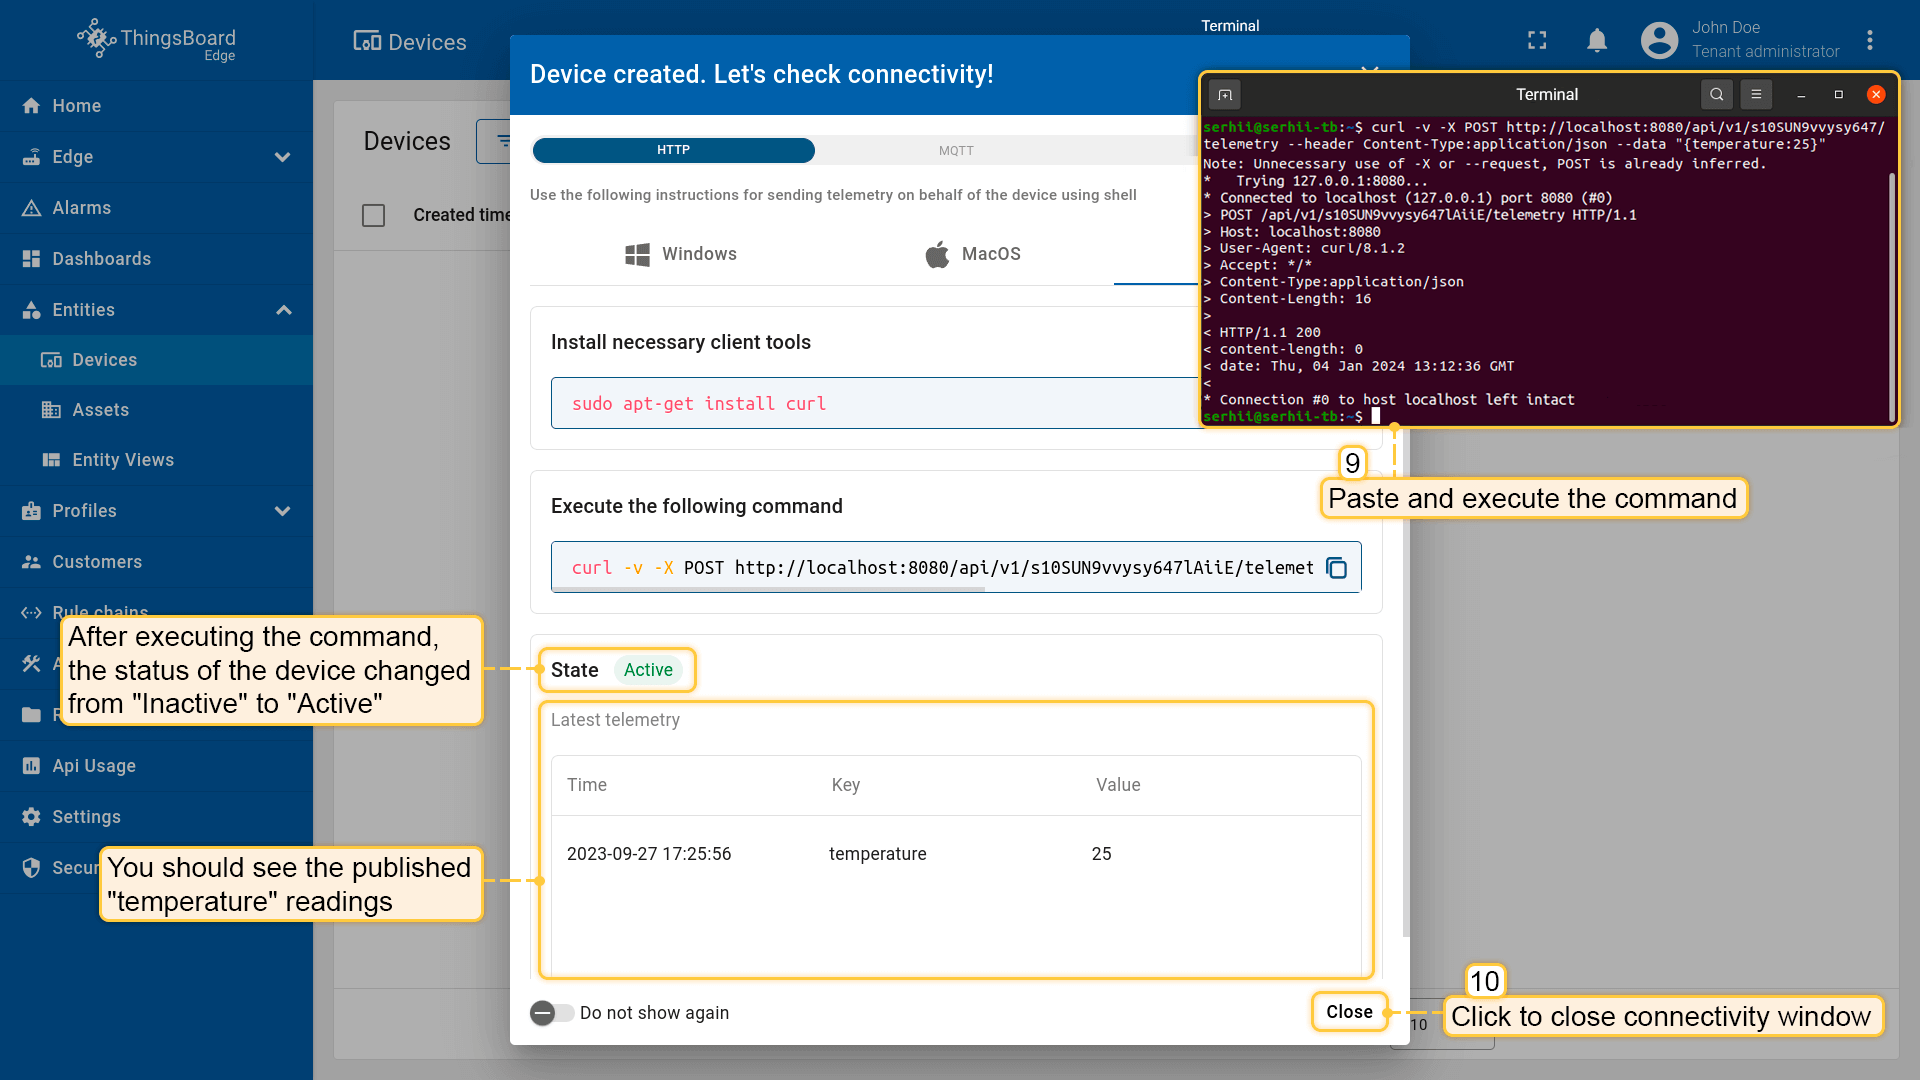 ThingsBoard
Edge
Devices
Terminal
John Doe
Tenant administrator
Home
Edge
Alarms
Dashboards
Entities
Devices
Assets
Entity Views
Profiles
Customers
Rule chains
Api Usage
Settings
Devices
Created time
Device created. Let's check connectivity!
HTTP
MQTT
Use the following instructions for sending telemetry on behalf of the device using shell
Windows
MacOS
Install necessary client tools
sudo apt-get install curl
Execute the following command
curl -v -X POST http://localhost:8080/api/v1/s10SUN9vvysy647lAiiE/telemet
State Active
Latest telemetry
Time Key Value
2023-09-27 17:25:56 temperature 25
Do not show again
Close
10
Terminal
serhii@serhii-tb:~$ curl -v -X POST http://localhost:8080/api/v1/s10SUN9vvysy647/
telemetry --header Content-Type:application/json --data "{temperature:25}"
Note: Unnecessary use of -X or --request, POST is already inferred.
*   Trying 127.0.0.1:8080...
* Connected to localhost (127.0.0.1) port 8080 (#0)
> POST /api/v1/s10SUN9vvysy647lAiiE/telemetry HTTP/1.1
> Host: localhost:8080
> User-Agent: curl/8.1.2
> Accept: */*
> Content-Type:application/json
> Content-Length: 16
>
< HTTP/1.1 200
< content-length: 0
< date: Thu, 04 Jan 2024 13:12:36 GMT
<
* Connection #0 to host localhost left intact
serhii@serhii-tb:~$
9
Paste and execute the command
After executing the command,
the status of the device changed
from "Inactive" to "Active"
You should see the published
"temperature" readings
10
Click to close connectivity window